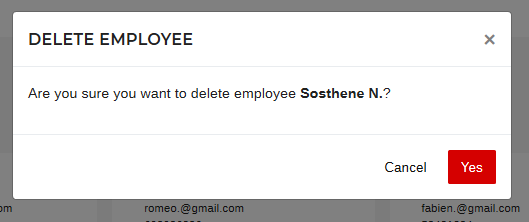 DELETE EMPLOYEE ×
Are you sure you want to delete employee Sosthene N.?
Cancel Yes
om romeo.@gmail.com fabien.@gmail.com